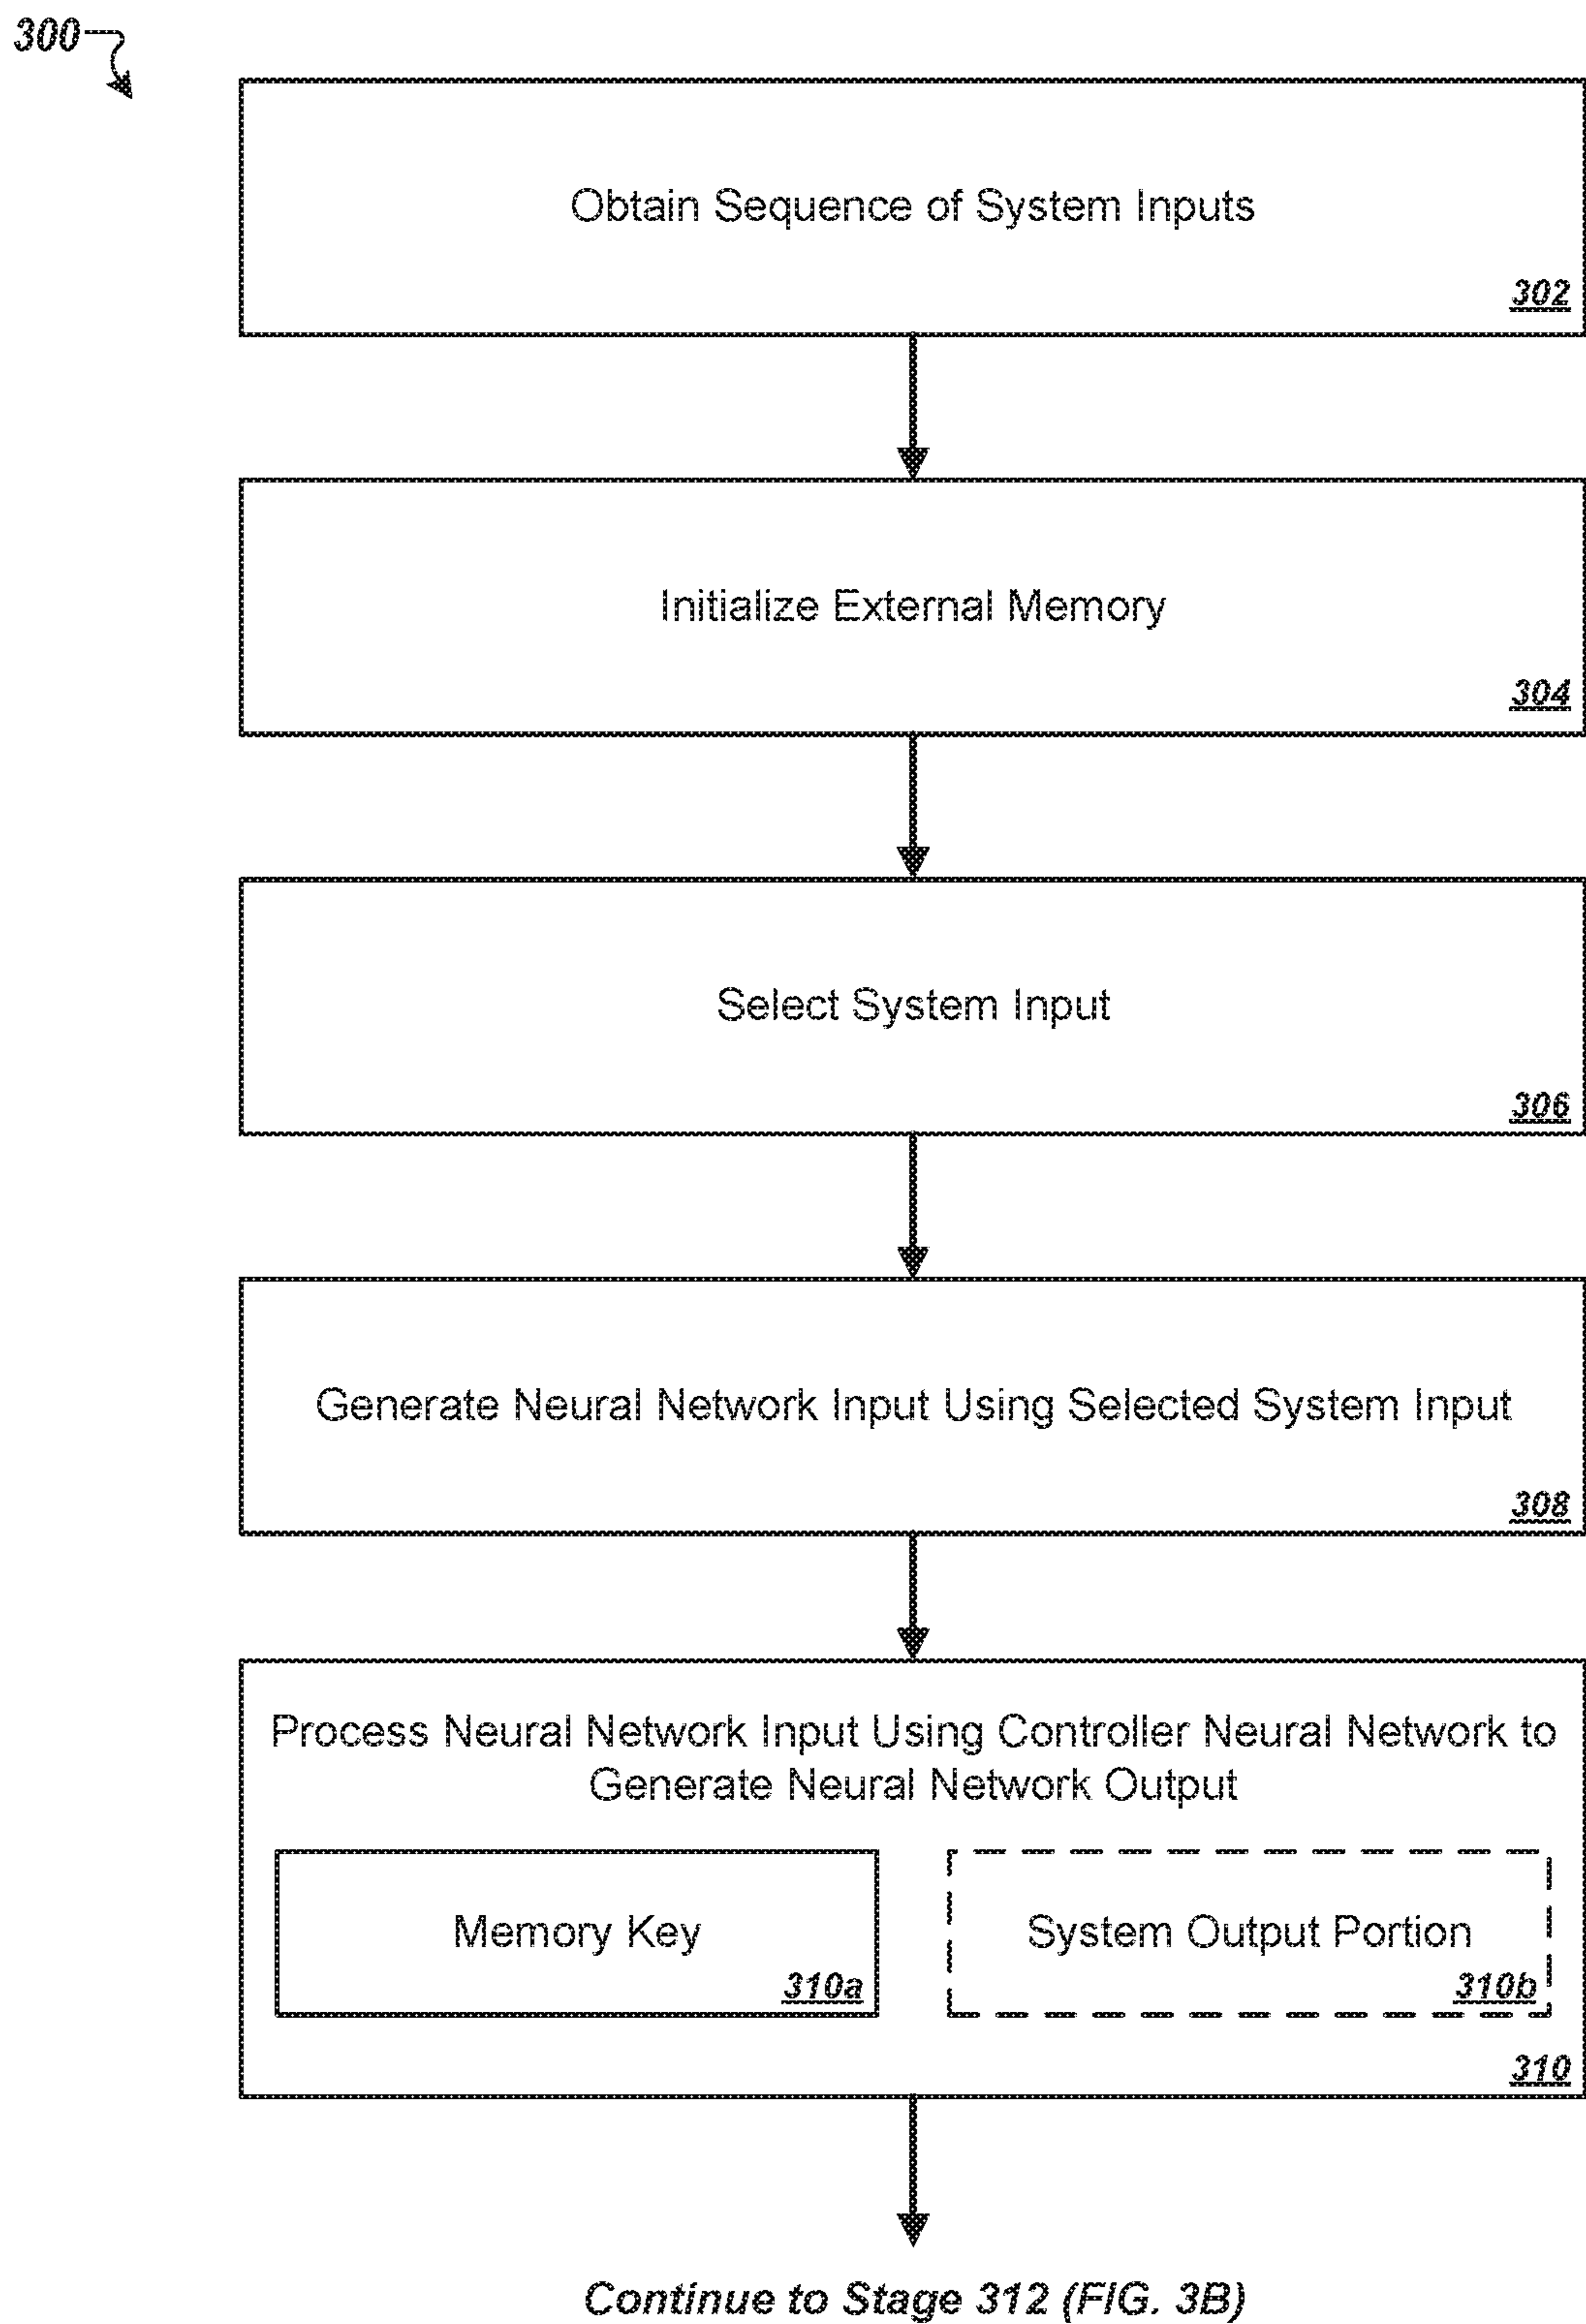 300
Obtain Sequence of System Inputs
302
Initialize External Memory
304
Select System Input
306
Generate Neural Network Input Using Selected System Input
308
Process Neural Network Input Using Controller Neural Network to
Generate Neural Network Output
Memory Key
310a
System Output Portion
310b
310
Continue to Stage 312 (FIG. 3B)